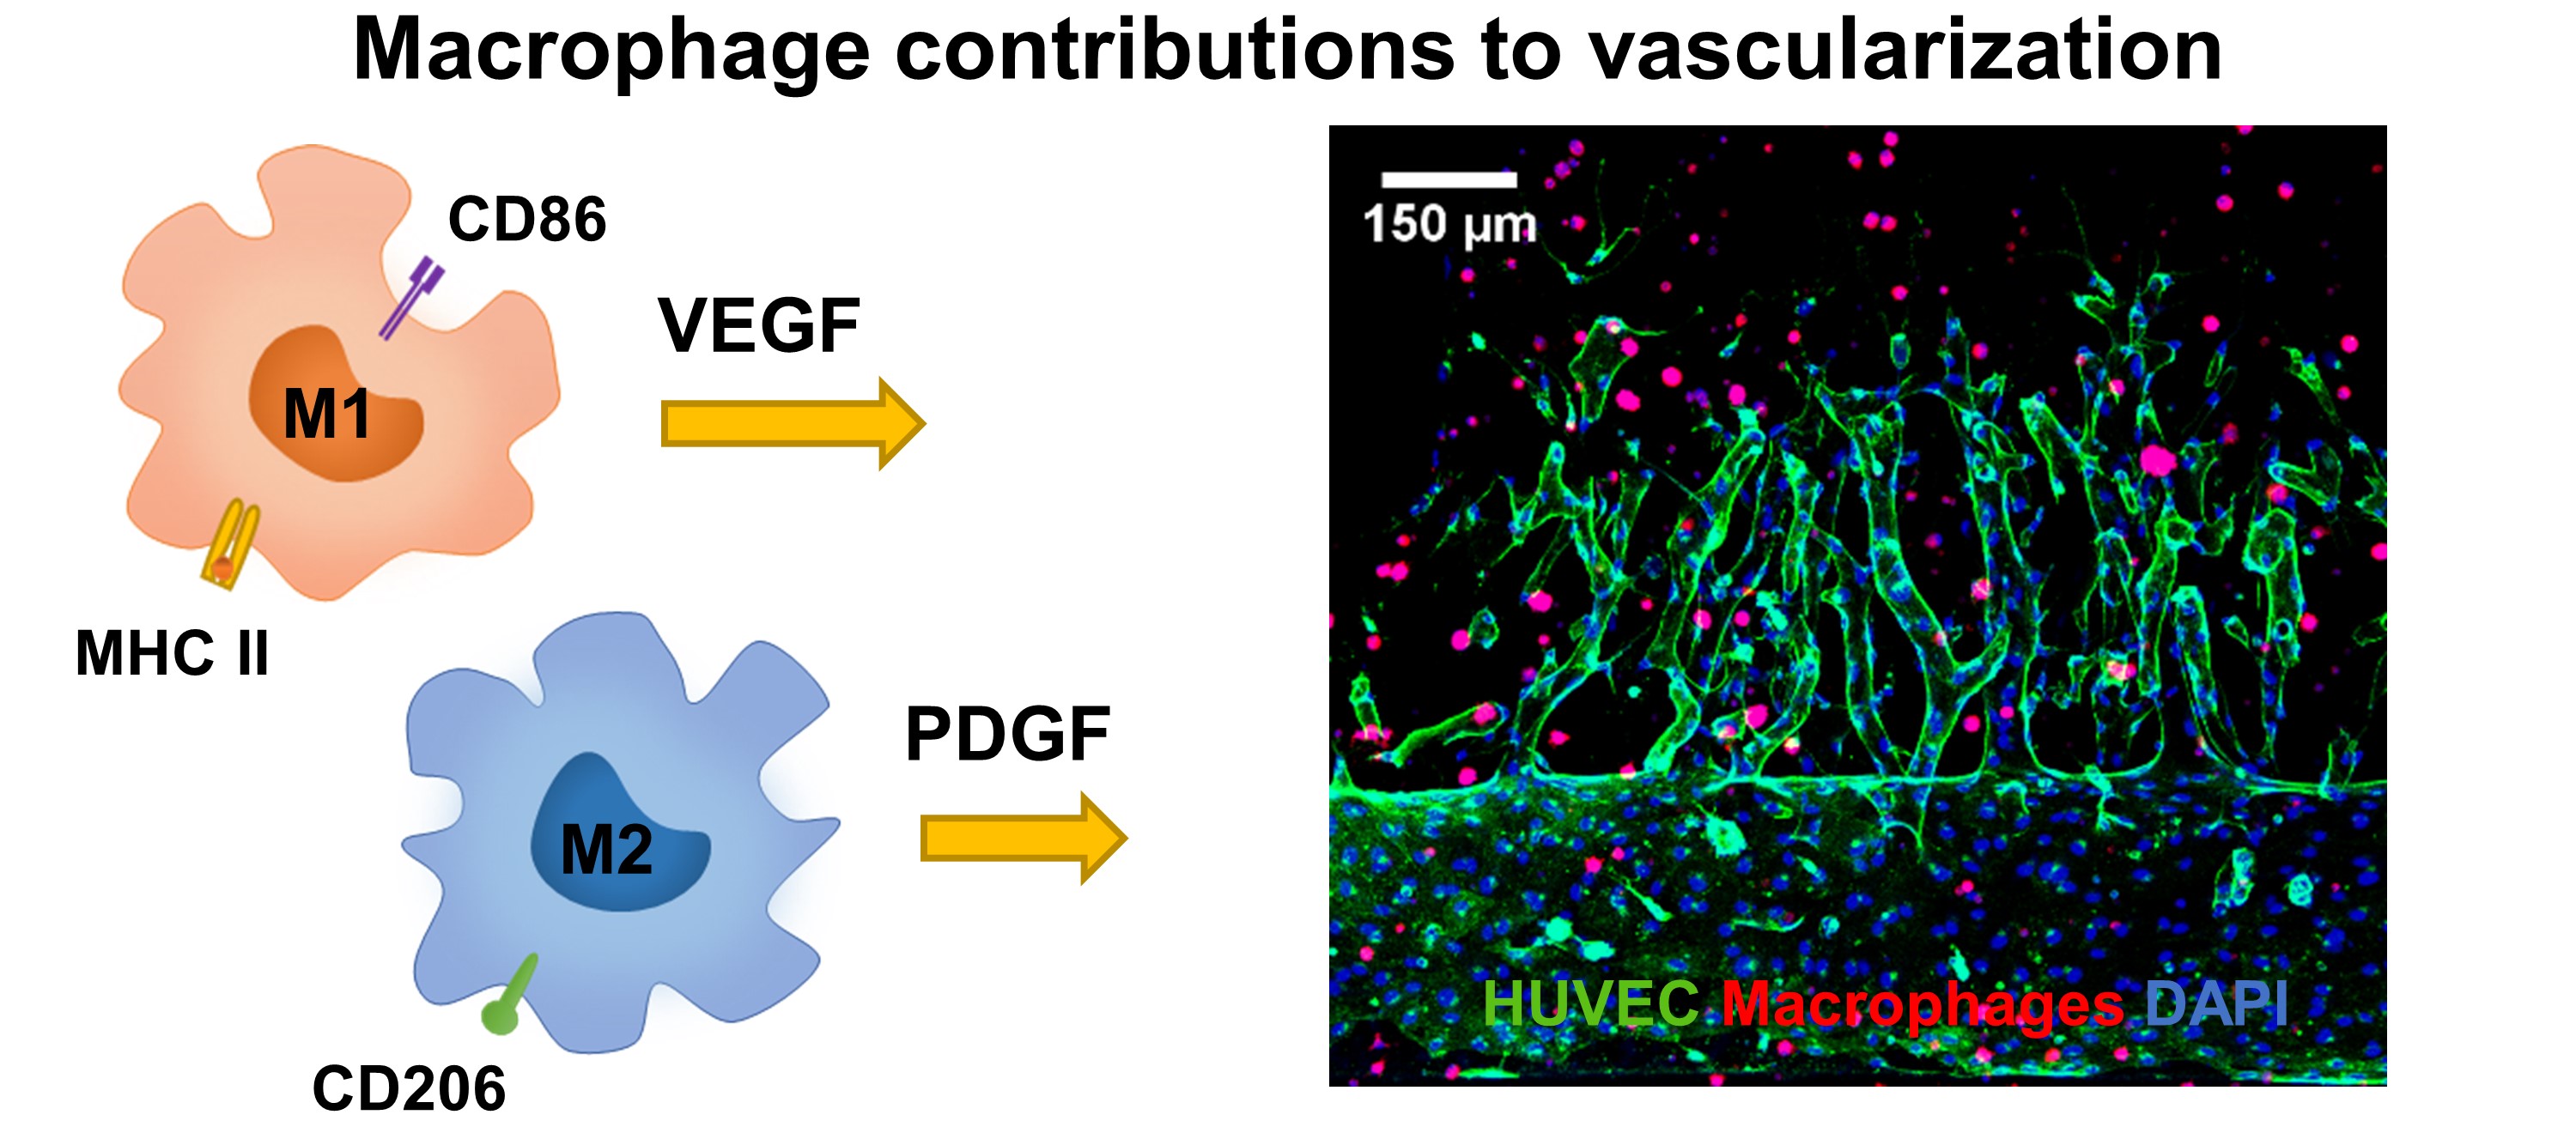 Macrophage contributions to vascularization
CD86
M1
MHC II
VEGF
M2
CD206
PDGF
150 µm
HUVEC Macrophages DAPI